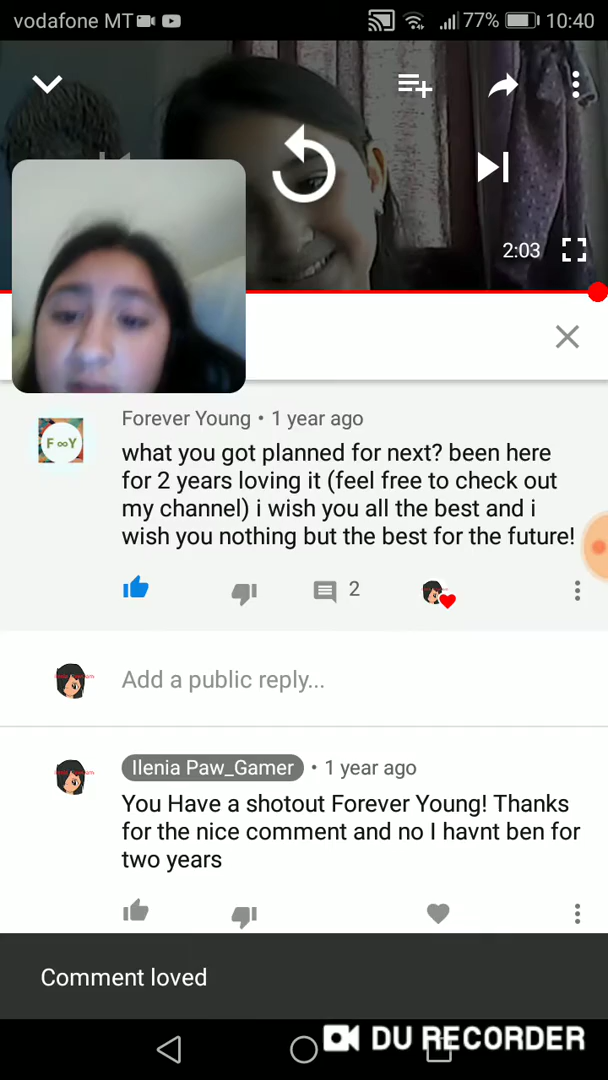 vodafone MT 77% 10:40
2:03
Forever Young • 1 year ago
F∞Y
what you got planned for next? been here
for 2 years loving it (feel free to check out
my channel) i wish you all the best and i
wish you nothing but the best for the future!
2
Add a public reply...
Ilenia Paw_Gamer • 1 year ago
You Have a shotout Forever Young! Thanks
for the nice comment and no I havnt ben for
two years
Comment loved
DU RECORDER